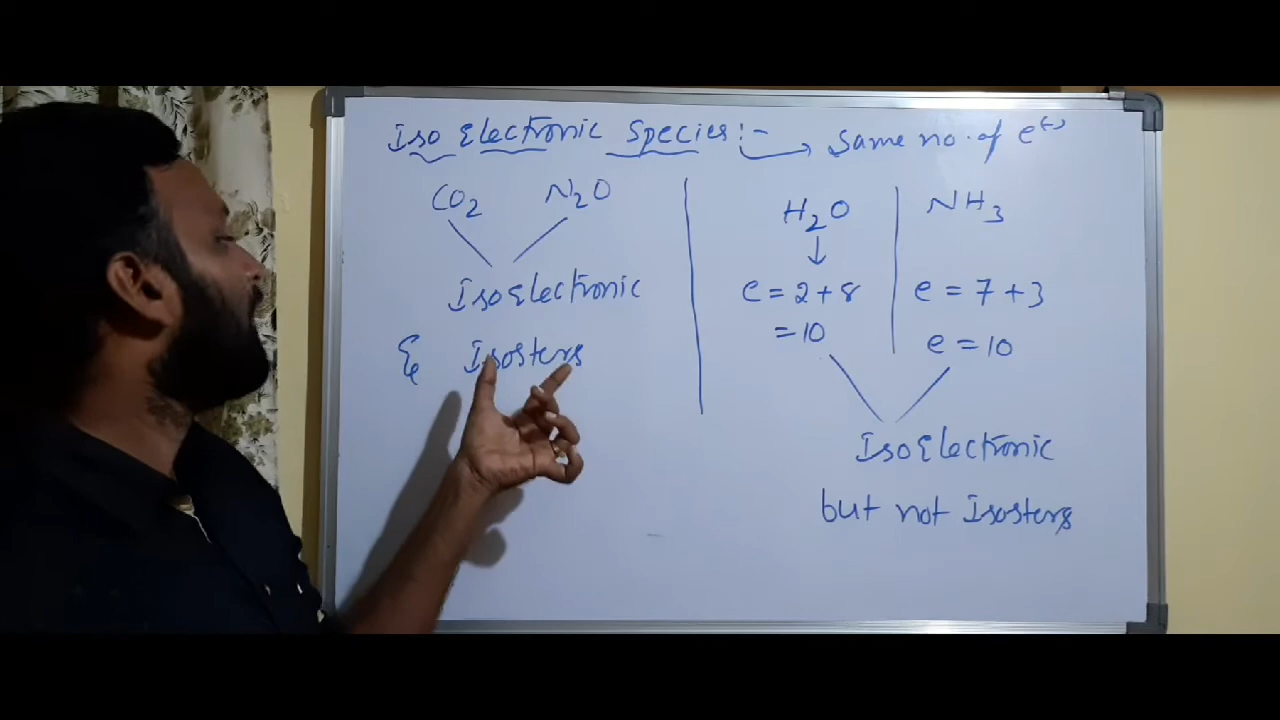 Iso Electronic Species:- → Same no. of e(-)
CO2 N2O
IsoElectronic
& Isosters
H2O NH3
↓
e = 2+8 e = 7+3
=10 e =10
IsoElectronic
but not Isosters